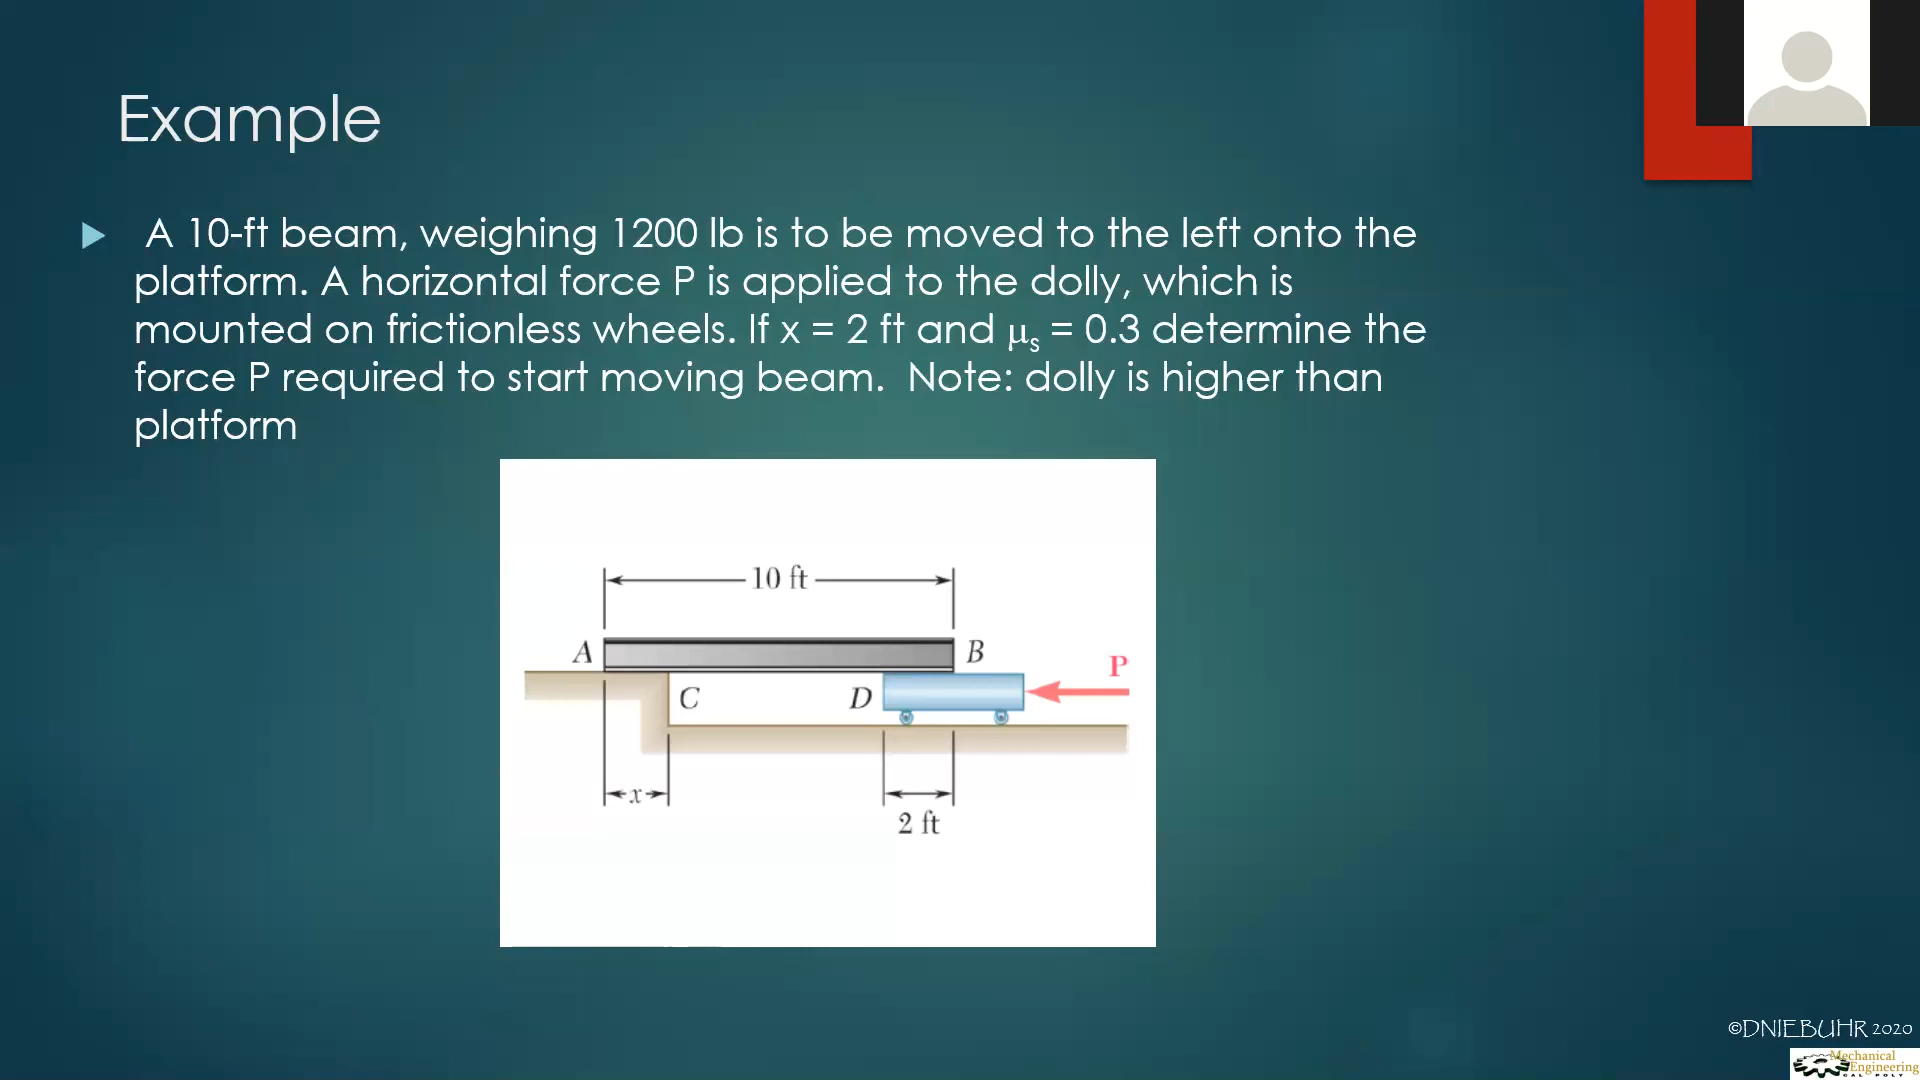 Example
A 10-ft beam, weighing 1200 lb is to be moved to the left onto the
platform. A horizontal force P is applied to the dolly, which is
mounted on frictionless wheels. If x = 2 ft and μs = 0.3 determine the
force P required to start moving beam.  Note: dolly is higher than
platform
10 ft
A
B
P
C
D
x
2 ft
©DNIEBUHR 2020
Mechanical
Engineering
CAL POLY